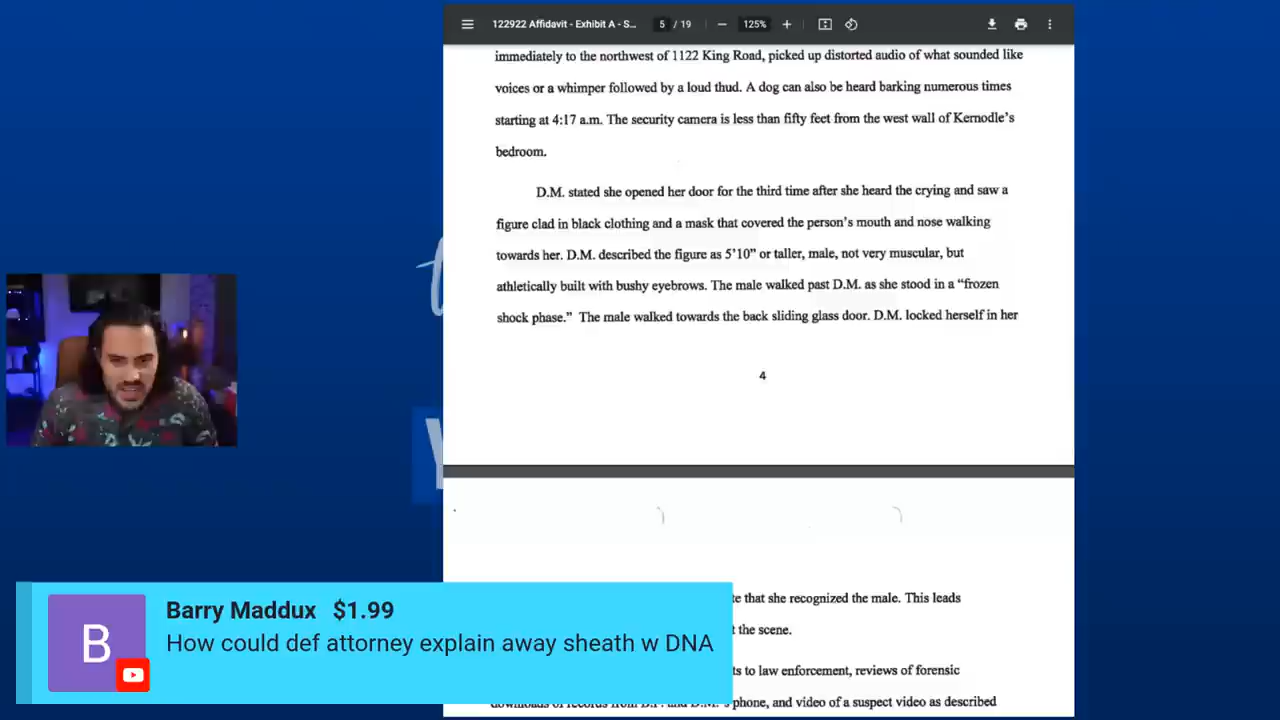 122922 Affidavit - Exhibit A - S...
5 / 19
125%
immediately to the northwest of 1122 King Road, picked up distorted audio of what sounded like
voices or a whimper followed by a loud thud. A dog can also be heard barking numerous times
starting at 4:17 a.m. The security camera is less than fifty feet from the west wall of Kernodle's
bedroom.
D.M. stated she opened her door for the third time after she heard the crying and saw a
figure clad in black clothing and a mask that covered the person's mouth and nose walking
towards her. D.M. described the figure as 5'10" or taller, male, not very muscular, but
athletically built with bushy eyebrows. The male walked past D.M. as she stood in a "frozen
shock phase." The male walked towards the back sliding glass door. D.M. locked herself in her
4
te that she recognized the male. This leads
t the scene.
ts to law enforcement, reviews of forensic
phone, and video of a suspect video as described
B
Barry Maddux $1.99
How could def attorney explain away sheath w DNA